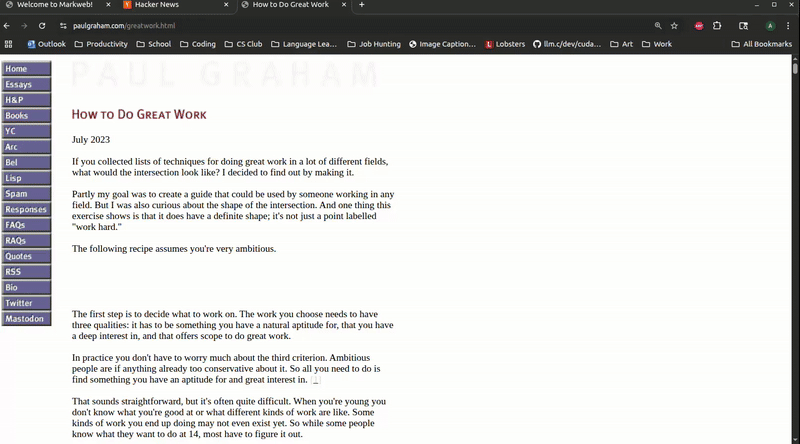 Welcome to Markweb!
Hacker News
How to Do Great Work
paulgraham.com/greatwork.html
Outlook
Productivity
School
Coding
CS Club
Language Lea...
Job Hunting
Image Caption...
Lobsters
llm.c/dev/cuda...
Art
Work
All Bookmarks
PAUL GRAHAM
Home
Essays
H&P
Books
YC
Arc
Bel
Lisp
Spam
Responses
FAQs
RAQs
Quotes
RSS
Bio
Twitter
Mastodon
How to Do Great Work
July 2023
If you collected lists of techniques for doing great work in a lot of different fields,
what would the intersection look like? I decided to find out by making it.
Partly my goal was to create a guide that could be used by someone working in any
field. But I was also curious about the shape of the intersection. And one thing this
exercise shows is that it does have a definite shape; it's not just a point labelled
"work hard."
The following recipe assumes you're very ambitious.
The first step is to decide what to work on. The work you choose needs to have
three qualities: it has to be something you have a natural aptitude for, that you have
a deep interest in, and that offers scope to do great work.
In practice you don't have to worry much about the third criterion. Ambitious
people are if anything already too conservative about it. So all you need to do is
find something you have an aptitude for and great interest in.
That sounds straightforward, but it's often quite difficult. When you're young you
don't know what you're good at or what different kinds of work are like. Some
kinds of work you end up doing may not even exist yet. So while some people
know what they want to do at 14, most have to figure it out.